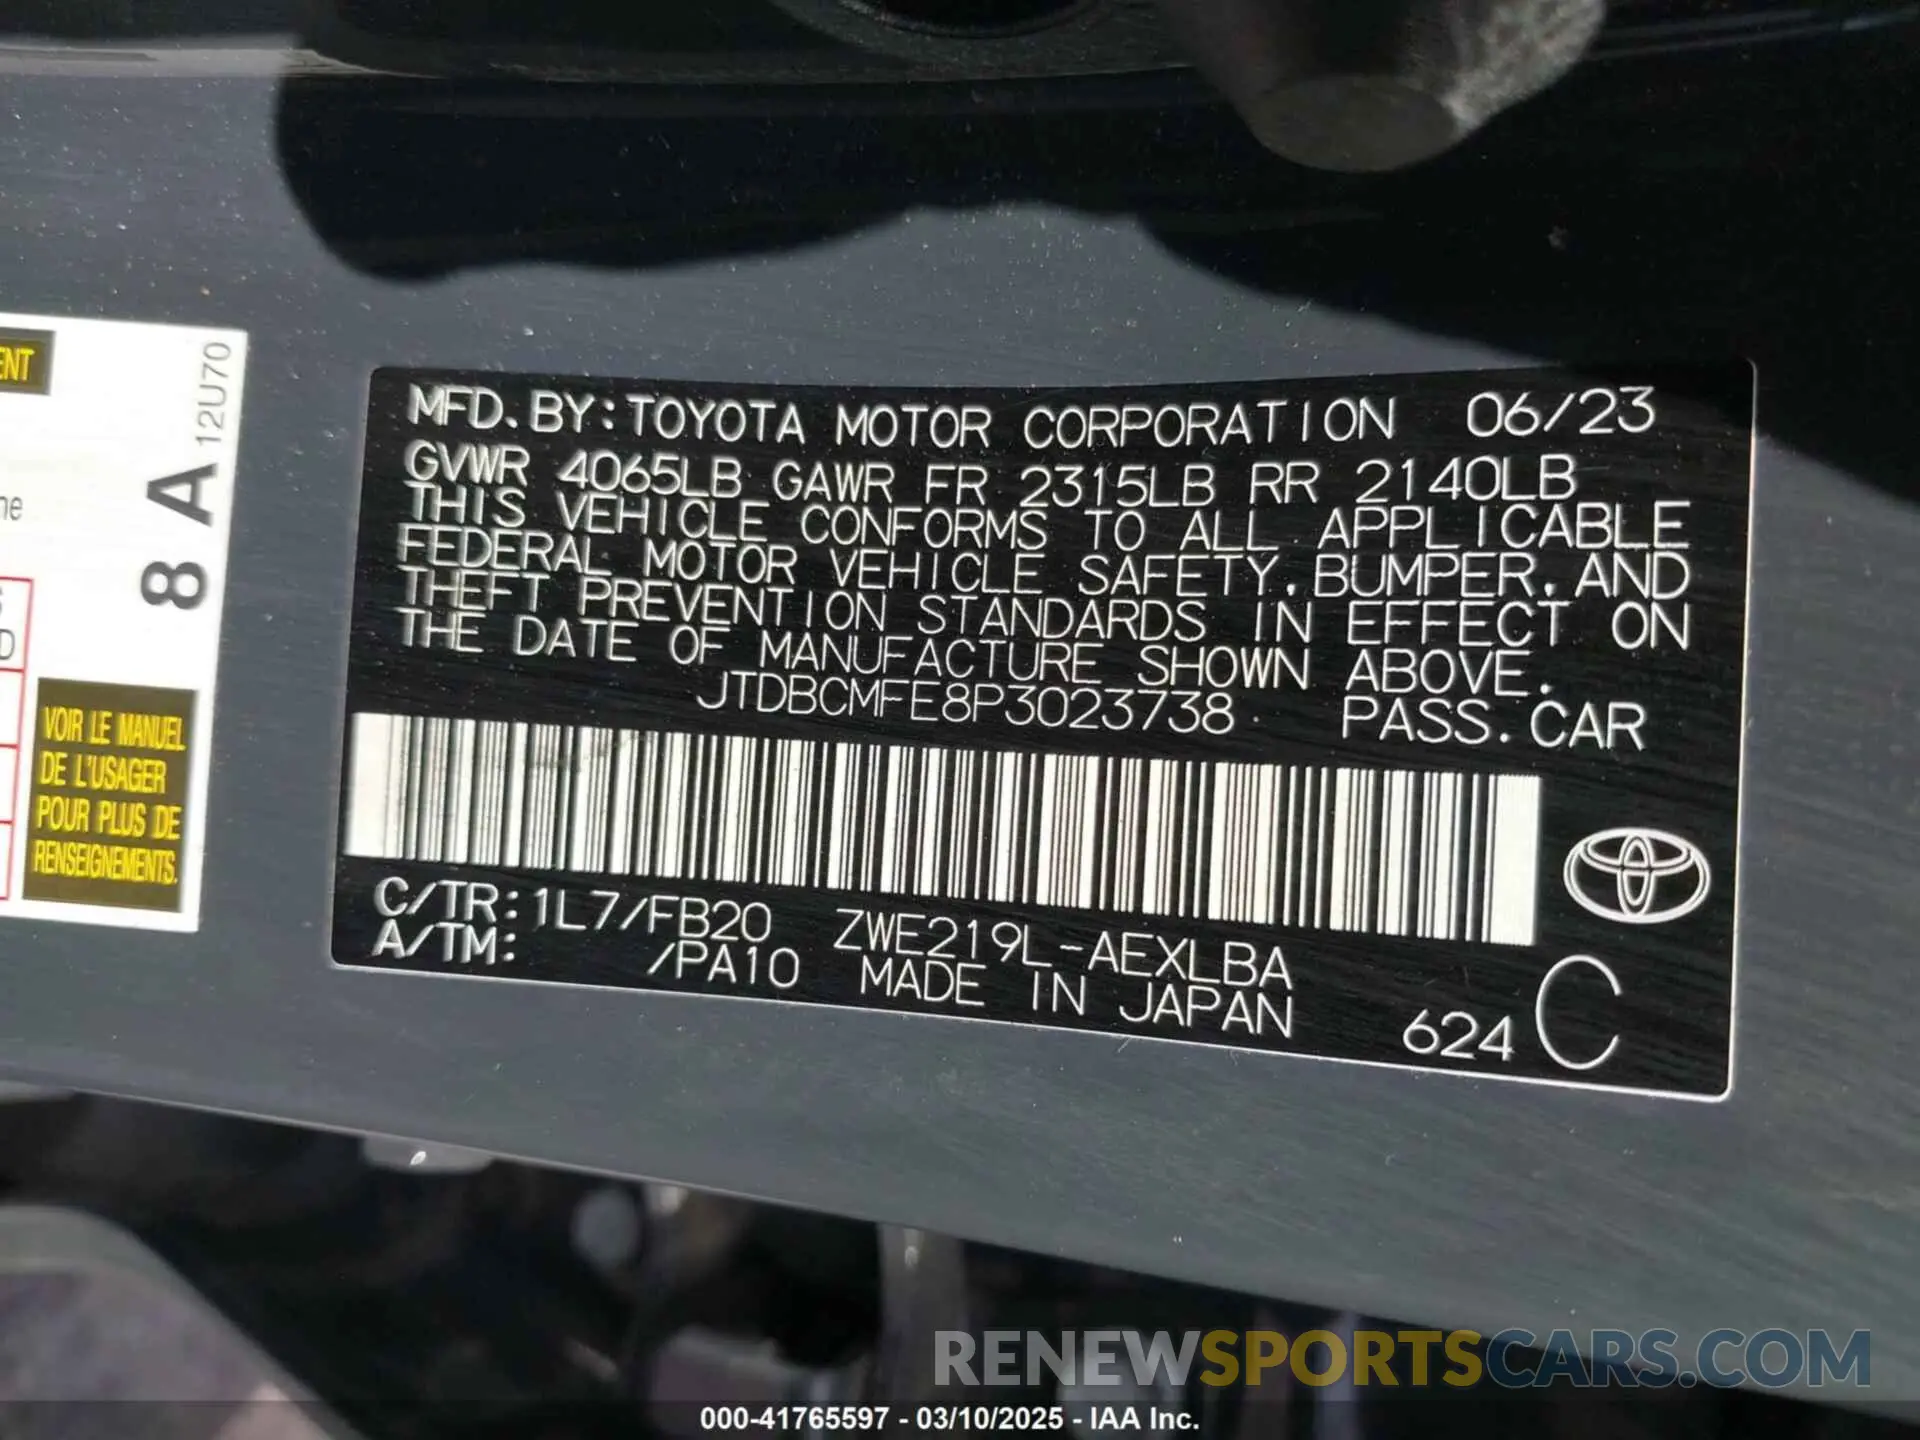 ENT
12U70
8 A
VOIR LE MANUEL
DE L'USAGER
POUR PLUS DE
RENSEIGNEMENTS.
MFD. BY: TOYOTA MOTOR CORPORATION 06/23
GVWR 4065LB GAWR FR 2315LB RR 2140LB
THIS VEHICLE CONFORMS TO ALL APPLICABLE
FEDERAL MOTOR VEHICLE SAFETY, BUMPER, AND
THEFT PREVENTION STANDARDS IN EFFECT ON
THE DATE OF MANUFACTURE SHOWN ABOVE.
JTDBCMFE8P3023738 PASS. CAR
C/TR: 1L7/FB20 ZWE219L-AEXLBA
A/TM: /PA10 MADE IN JAPAN
624 C
RENEWSPORTSCARS.COM
000-41765597 - 03/10/2025 - IAA Inc.